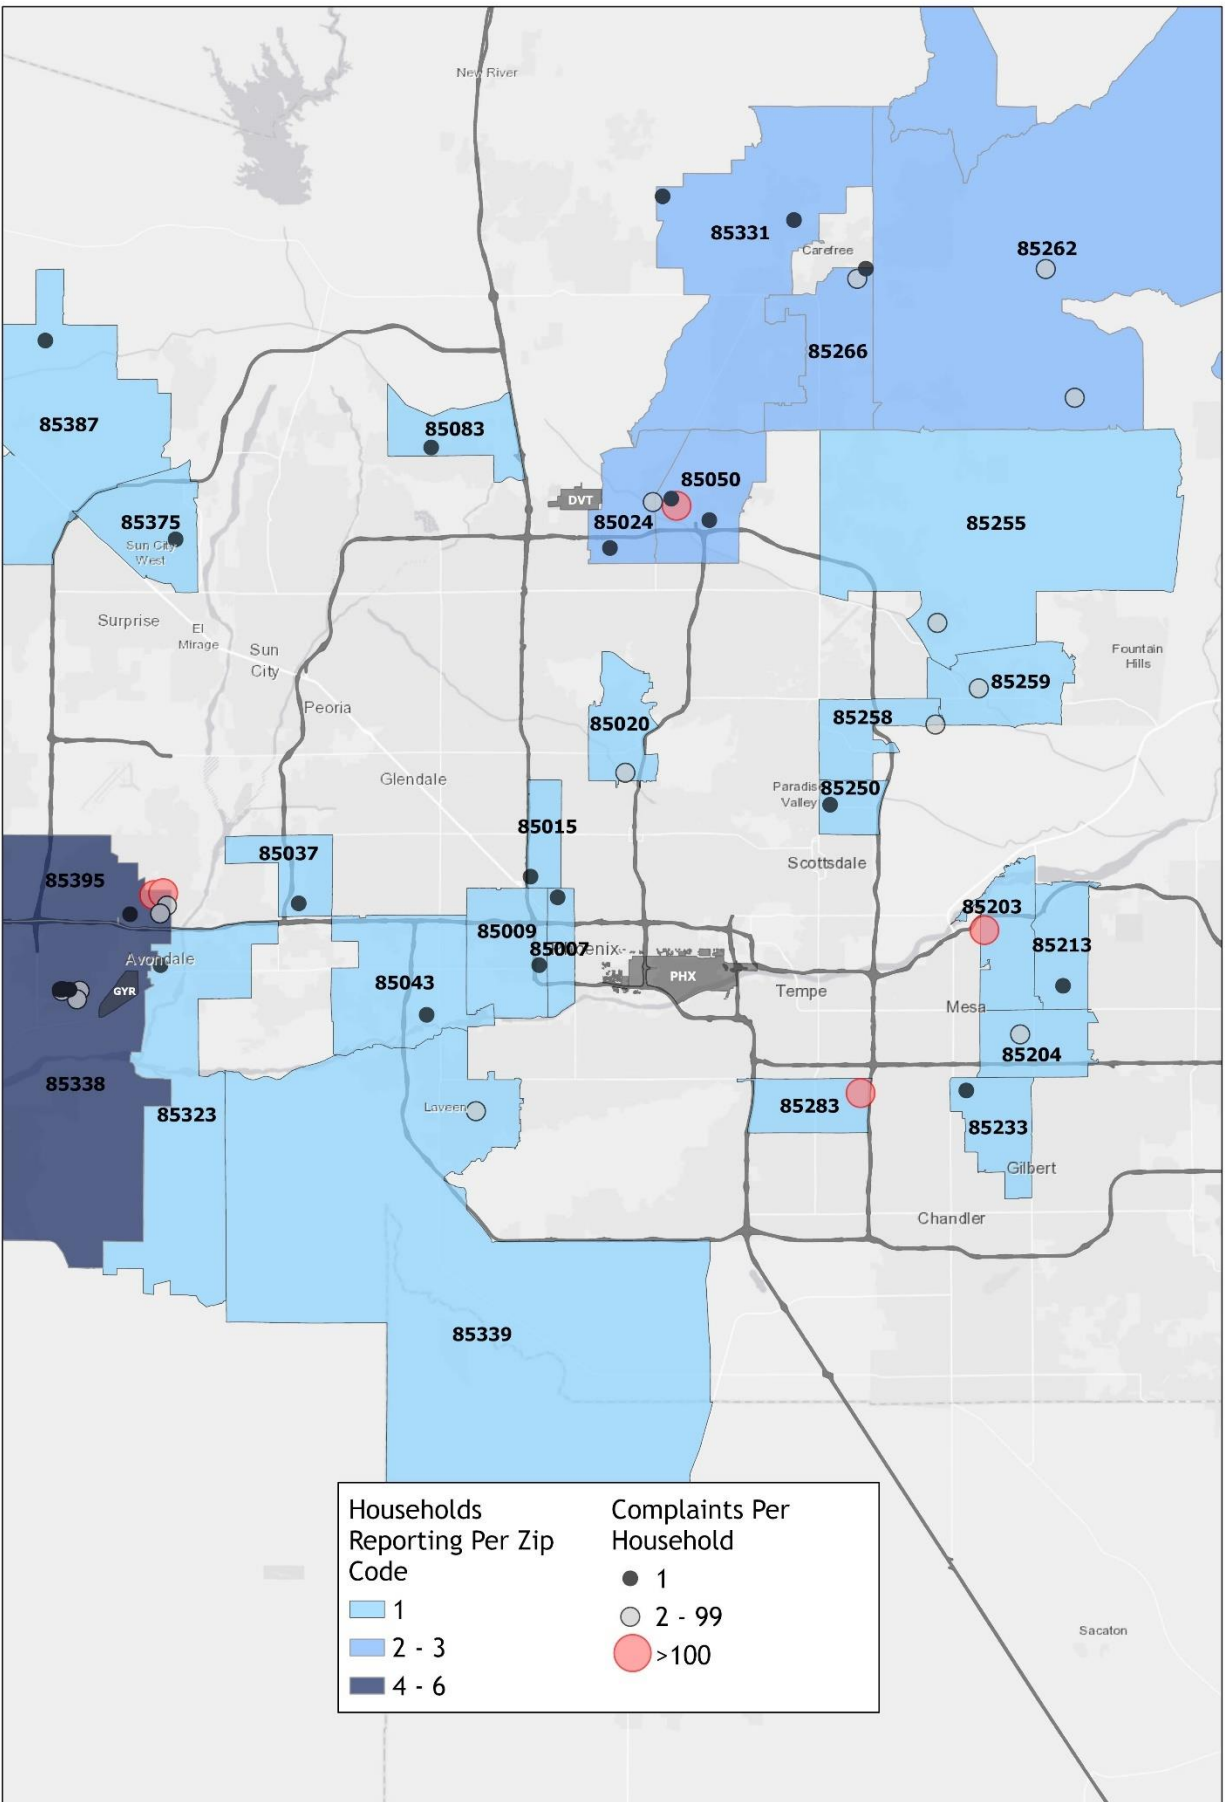 New River
85331
Carefree
85262
85266
85387
85083
85050
DVT
85024
85375
Sun City
West
85255
Surprise
El
Mirage
Sun
City
Fountain
Hills
85259
Peoria
85020
85258
Glendale
Paradis
Valley
85250
85015
85037
Scottsdale
85395
85203
85009
85007
enix
85213
Avondale
85043
PHX
GYR
Tempe
Mesa
85204
85338
85323
Laveen
85283
85233
Gilbert
Chandler
85339
Households
Reporting Per Zip
Code
1
2 - 3
4 - 6
Complaints Per
Household
1
2 - 99
>100
Sacaton